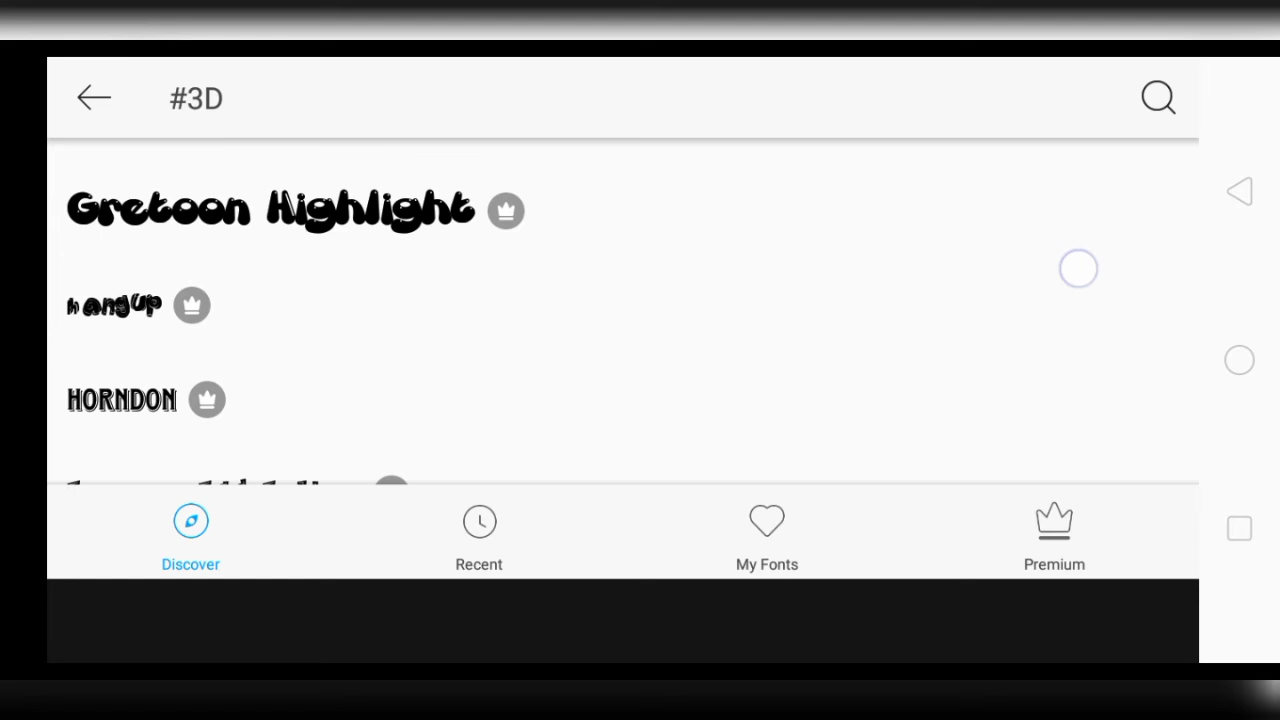 #3D
Gretoon Highlight
hangup
HORNDON
Discover
Recent
My Fonts
Premium